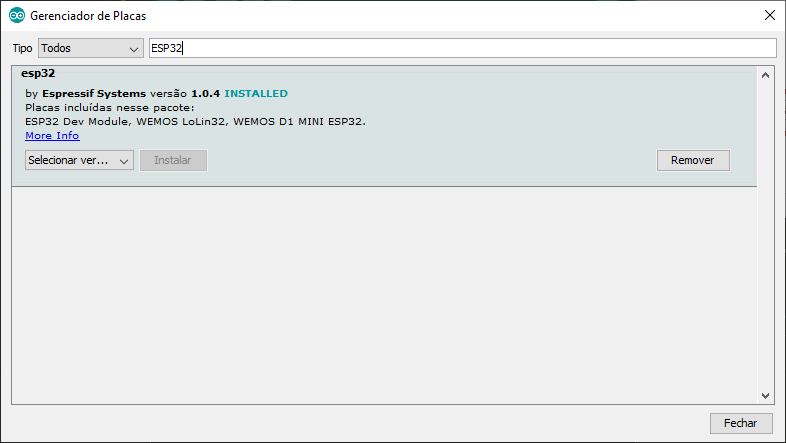 Gerenciador de Placas
Tipo Todos ESP32
esp32
by Espressif Systems versão 1.0.4 INSTALLED
Placas incluídas nesse pacote:
ESP32 Dev Module, WEMOS LoLin32, WEMOS D1 MINI ESP32.
More Info
Selecionar ver... Instalar Remover
Fechar